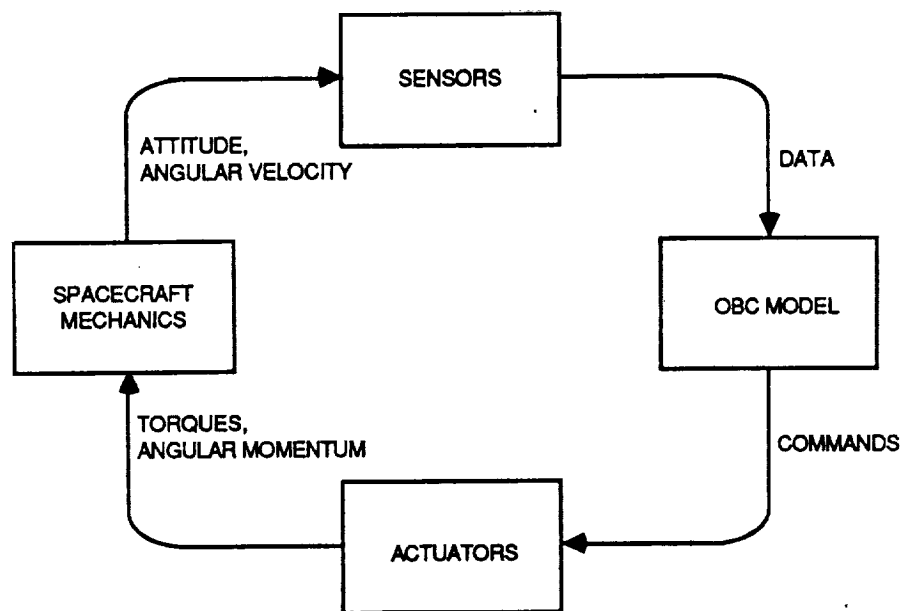 SENSORS
ATTITUDE,
ANGULAR VELOCITY
DATA
SPACECRAFT
MECHANICS
OBC MODEL
TORQUES,
ANGULAR MOMENTUM
COMMANDS
ACTUATORS